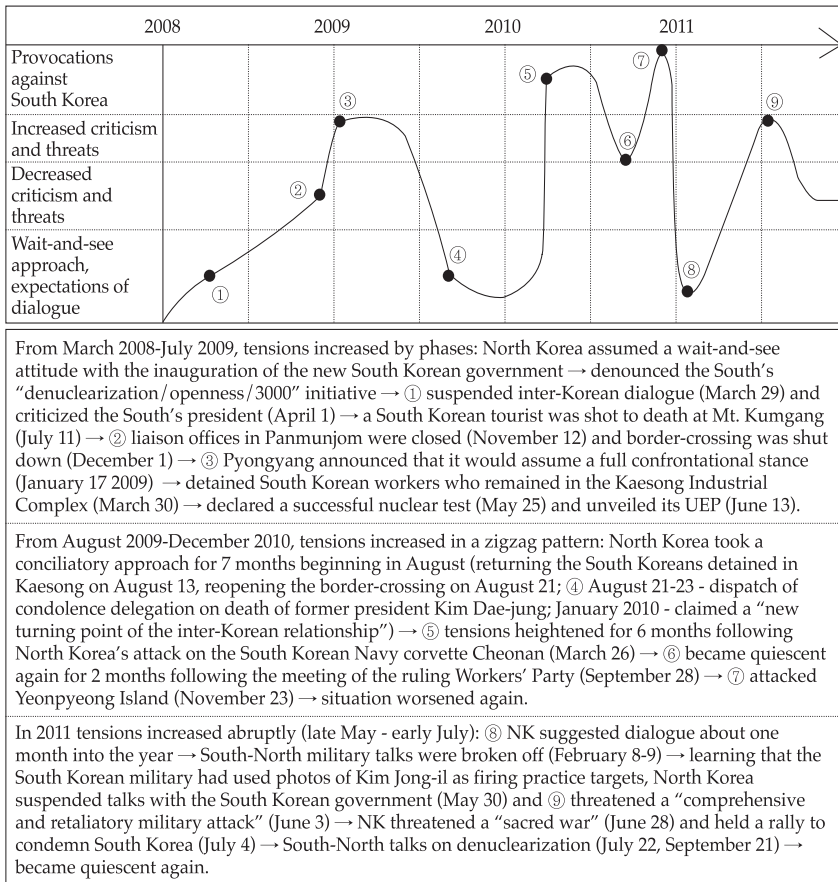 2008 2009 2010 2011
Provocations
against
South Korea
Increased criticism
and threats
Decreased
criticism and
threats
Wait-and-see
approach,
expectations of
dialogue
①
②
③
④
⑤
⑥
⑦
⑧
⑨
From March 2008-July 2009, tensions increased by phases: North Korea assumed a wait-and-see
attitude with the inauguration of the new South Korean government → denounced the South's
"denuclearization/openness/3000" initiative → ① suspended inter-Korean dialogue (March 29) and
criticized the South's president (April 1) → a South Korean tourist was shot to death at Mt. Kumgang
(July 11) → ② liaison offices in Panmunjom were closed (November 12) and border-crossing was shut
down (December 1) → ③ Pyongyang announced that it would assume a full confrontational stance
(January 17 2009) → detained South Korean workers who remained in the Kaesong Industrial
Complex (March 30) → declared a successful nuclear test (May 25) and unveiled its UEP (June 13).
From August 2009-December 2010, tensions increased in a zigzag pattern: North Korea took a
conciliatory approach for 7 months beginning in August (returning the South Koreans detained in
Kaesong on August 13, reopening the border-crossing on August 21; ④ August 21-23 - dispatch of
condolence delegation on death of former president Kim Dae-jung; January 2010 - claimed a "new
turning point of the inter-Korean relationship") → ⑤ tensions heightened for 6 months following
North Korea's attack on the South Korean Navy corvette Cheonan (March 26) → ⑥ became quiescent
again for 2 months following the meeting of the ruling Workers' Party (September 28) → ⑦ attacked
Yeonpyeong Island (November 23) → situation worsened again.
In 2011 tensions increased abruptly (late May - early July): ⑧ NK suggested dialogue about one
month into the year → South-North military talks were broken off (February 8-9) → learning that the
South Korean military had used photos of Kim Jong-il as firing practice targets, North Korea
suspended talks with the South Korean government (May 30) and ⑨ threatened a "comprehensive
and retaliatory military attack" (June 3) → NK threatened a "sacred war" (June 28) and held a rally to
condemn South Korea (July 4) → South-North talks on denuclearization (July 22, September 21) →
became quiescent again.